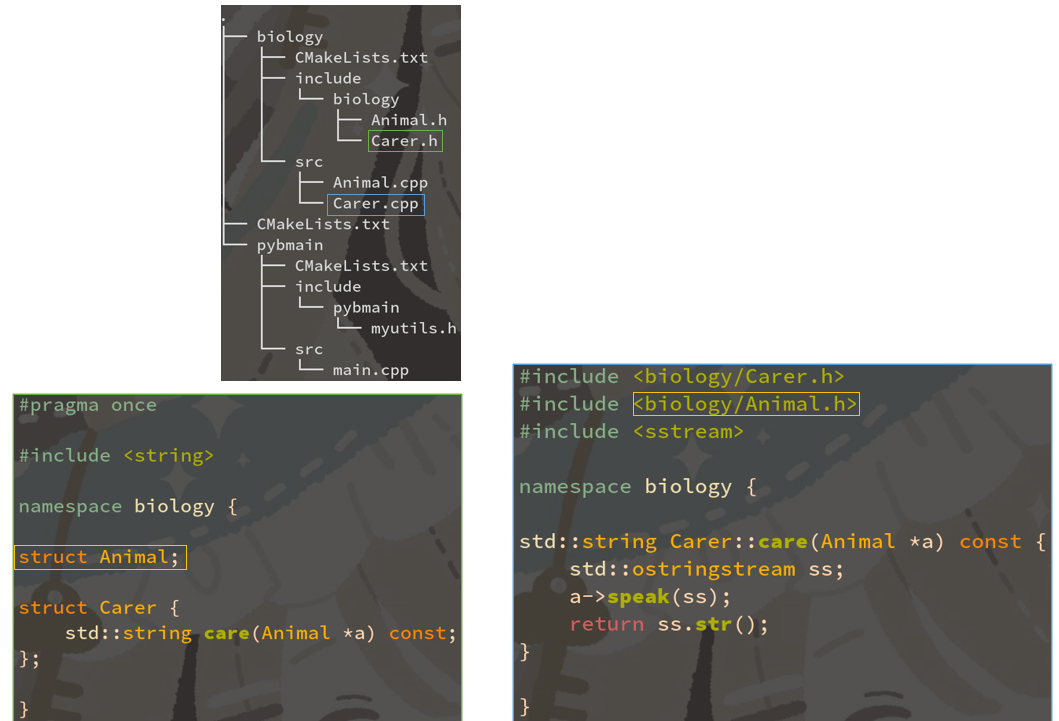 .
biology
CMakeLists.txt
include
biology
Animal.h
Carer.h
src
Animal.cpp
Carer.cpp
CMakeLists.txt
pybmain
CMakeLists.txt
include
pybmain
myutils.h
src
main.cpp
#pragma once
#include <string>
namespace biology {
struct Animal;
struct Carer {
std::string care(Animal *a) const;
};
}
#include <biology/Carer.h>
#include <biology/Animal.h>
#include <sstream>
namespace biology {
std::string Carer::care(Animal *a) const {
std::ostringstream ss;
a->speak(ss);
return ss.str();
}
}